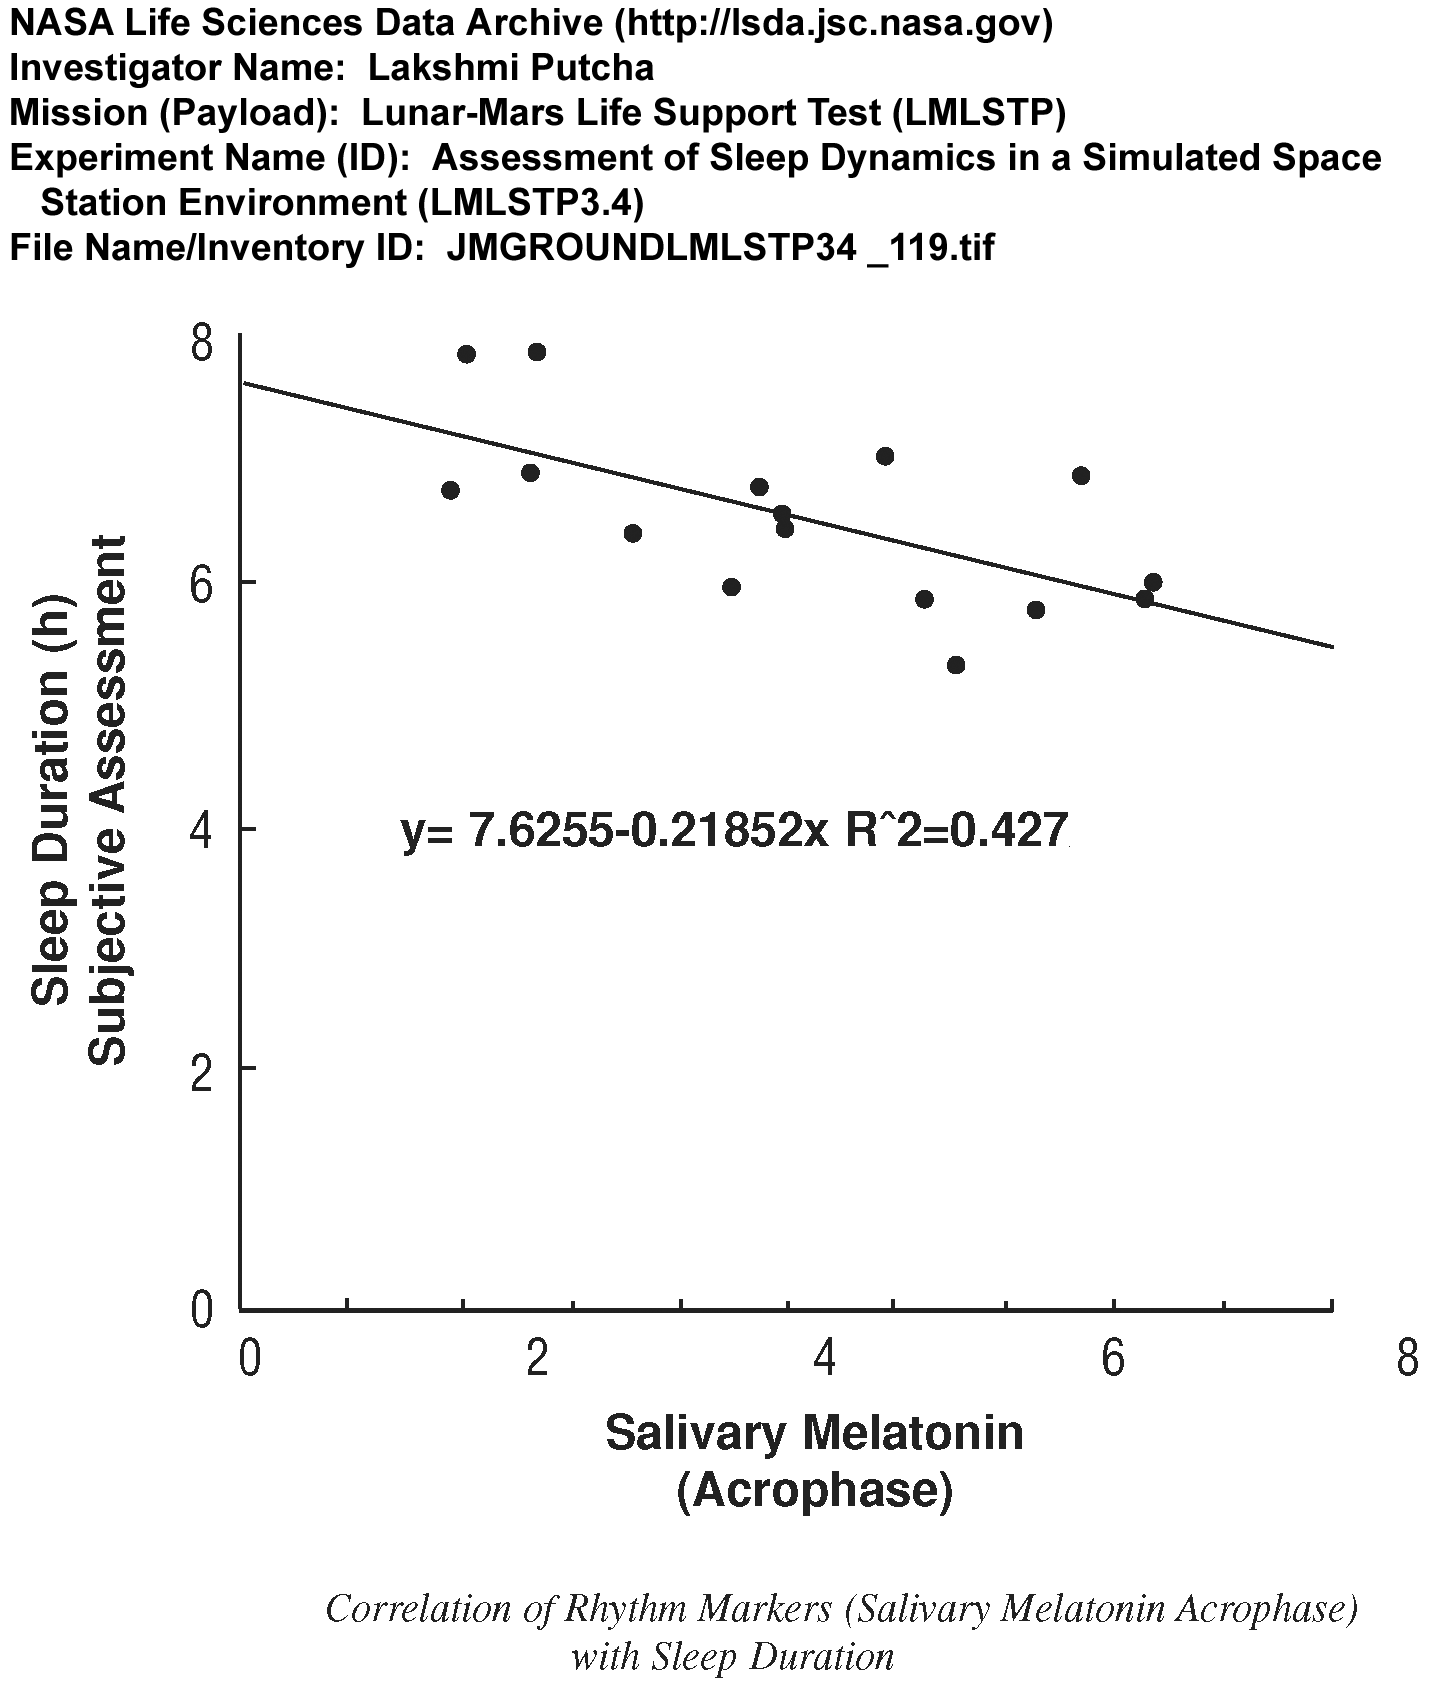 NASA Life Sciences Data Archive (http://lsda.jsc.nasa.gov)
Investigator Name:  Lakshmi Putcha
Mission (Payload):  Lunar-Mars Life Support Test (LMLSTP)
Experiment Name (ID):  Assessment of Sleep Dynamics in a Simulated Space
Station Environment (LMLSTP3.4)
File Name/Inventory ID:  JMGROUNDLMLSTP34 _119.tif
8
6
4
2
0
Sleep Duration (h)
Subjective Assessment
y= 7.6255-0.21852x R^2=0.427
0 2 4 6 8
Salivary Melatonin
(Acrophase)
Correlation of Rhythm Markers (Salivary Melatonin Acrophase)
with Sleep Duration